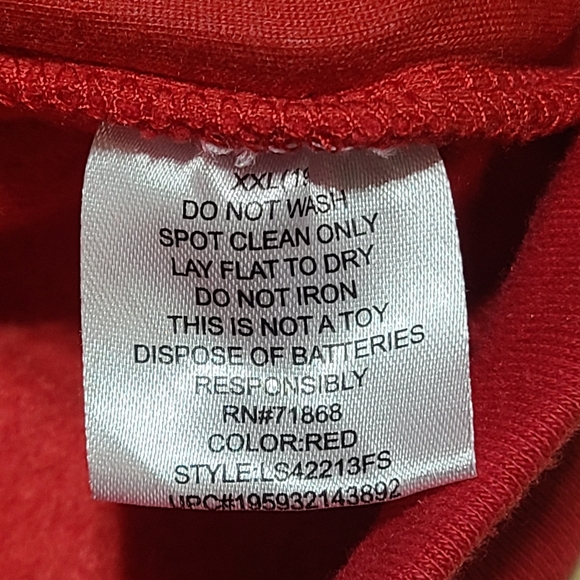 XXL(19
DO NOT WASH
SPOT CLEAN ONLY
LAY FLAT TO DRY
DO NOT IRON
THIS IS NOT A TOY
DISPOSE OF BATTERIES
RESPONSIBLY
RN#71868
COLOR:RED
STYLE:LS42213FS
UPC#195932143892